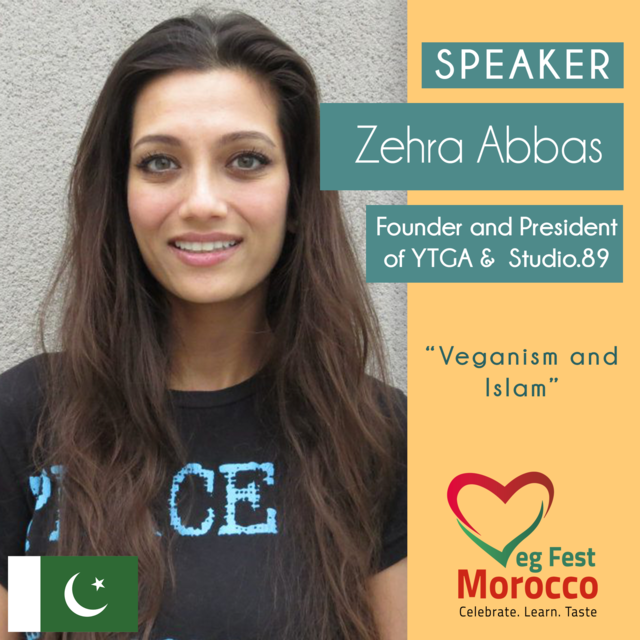 SPEAKER
Zehra Abbas
Founder and President
of YTGA & Studio.89
“Veganism and
Islam”
eg Fest
Morocco
Celebrate. Learn. Taste